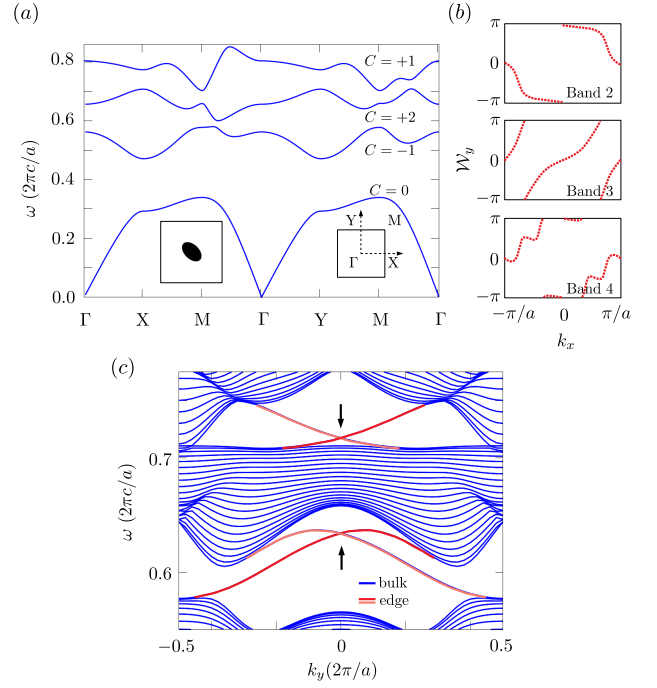 (a)
0.8
0.6
0.4
0.2
0.0
ω (2πc/a)
C = +1
C = +2
C = −1
C = 0
Y M
Γ X
Γ X M Γ Y M Γ
(b)
π
0
−π
Band 2
π
0
−π
Band 3
π
0
−π
Band 4
𝒲y
−π/a 0 π/a
kx
(c)
0.7
0.6
ω (2πc/a)
bulk
edge
−0.5 0 0.5
ky(2π/a)